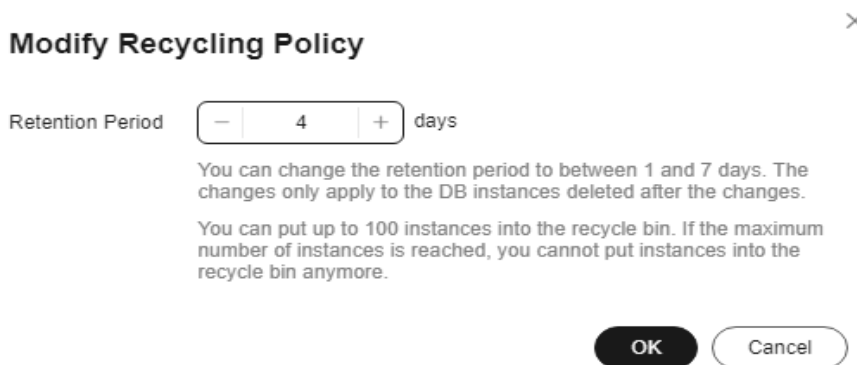 Modify Recycling Policy
Retention Period − 4 + days
You can change the retention period to between 1 and 7 days. The
changes only apply to the DB instances deleted after the changes.
You can put up to 100 instances into the recycle bin. If the maximum
number of instances is reached, you cannot put instances into the
recycle bin anymore.
OK Cancel